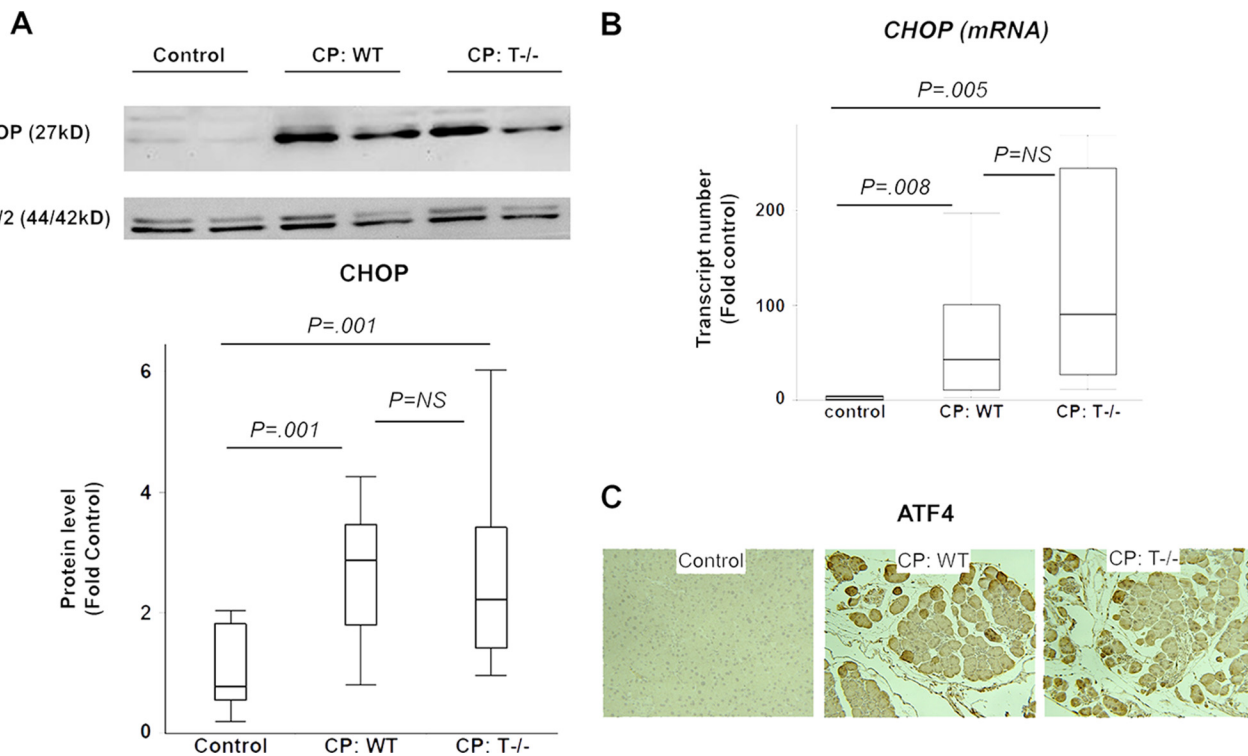 A
Control CP: WT CP: T-/-
OP (27kD)
/2 (44/42kD)
CHOP
P=.001
P=NS
P=.001
Protein level
(Fold Control)
6
4
2
0
Control CP: WT CP: T-/-
B
CHOP (mRNA)
P=.005
P=NS
P=.008
Transcript number
(Fold control)
200
100
0
control CP: WT CP: T-/-
C
ATF4
Control CP: WT CP: T-/-